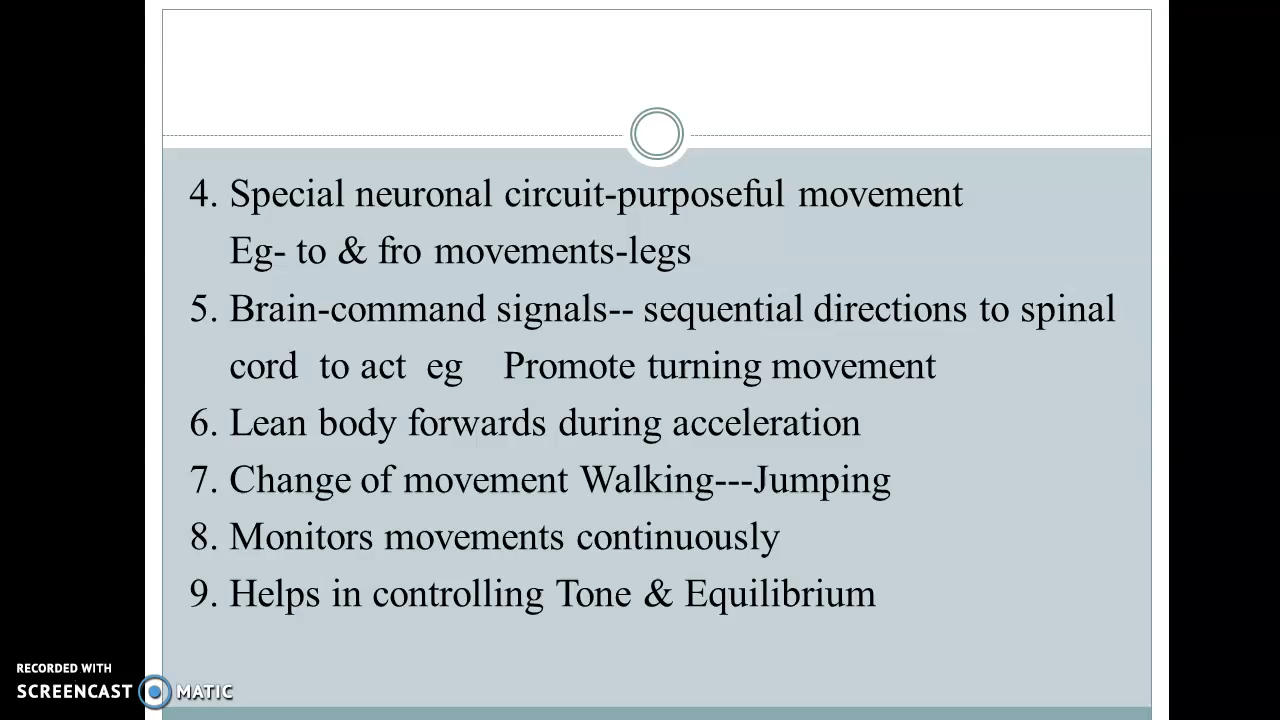 4. Special neuronal circuit-purposeful movement
Eg- to & fro movements-legs
5. Brain-command signals-- sequential directions to spinal
cord to act eg Promote turning movement
6. Lean body forwards during acceleration
7. Change of movement Walking---Jumping
8. Monitors movements continuously
9. Helps in controlling Tone & Equilibrium
RECORDED WITH
SCREENCAST MATIC